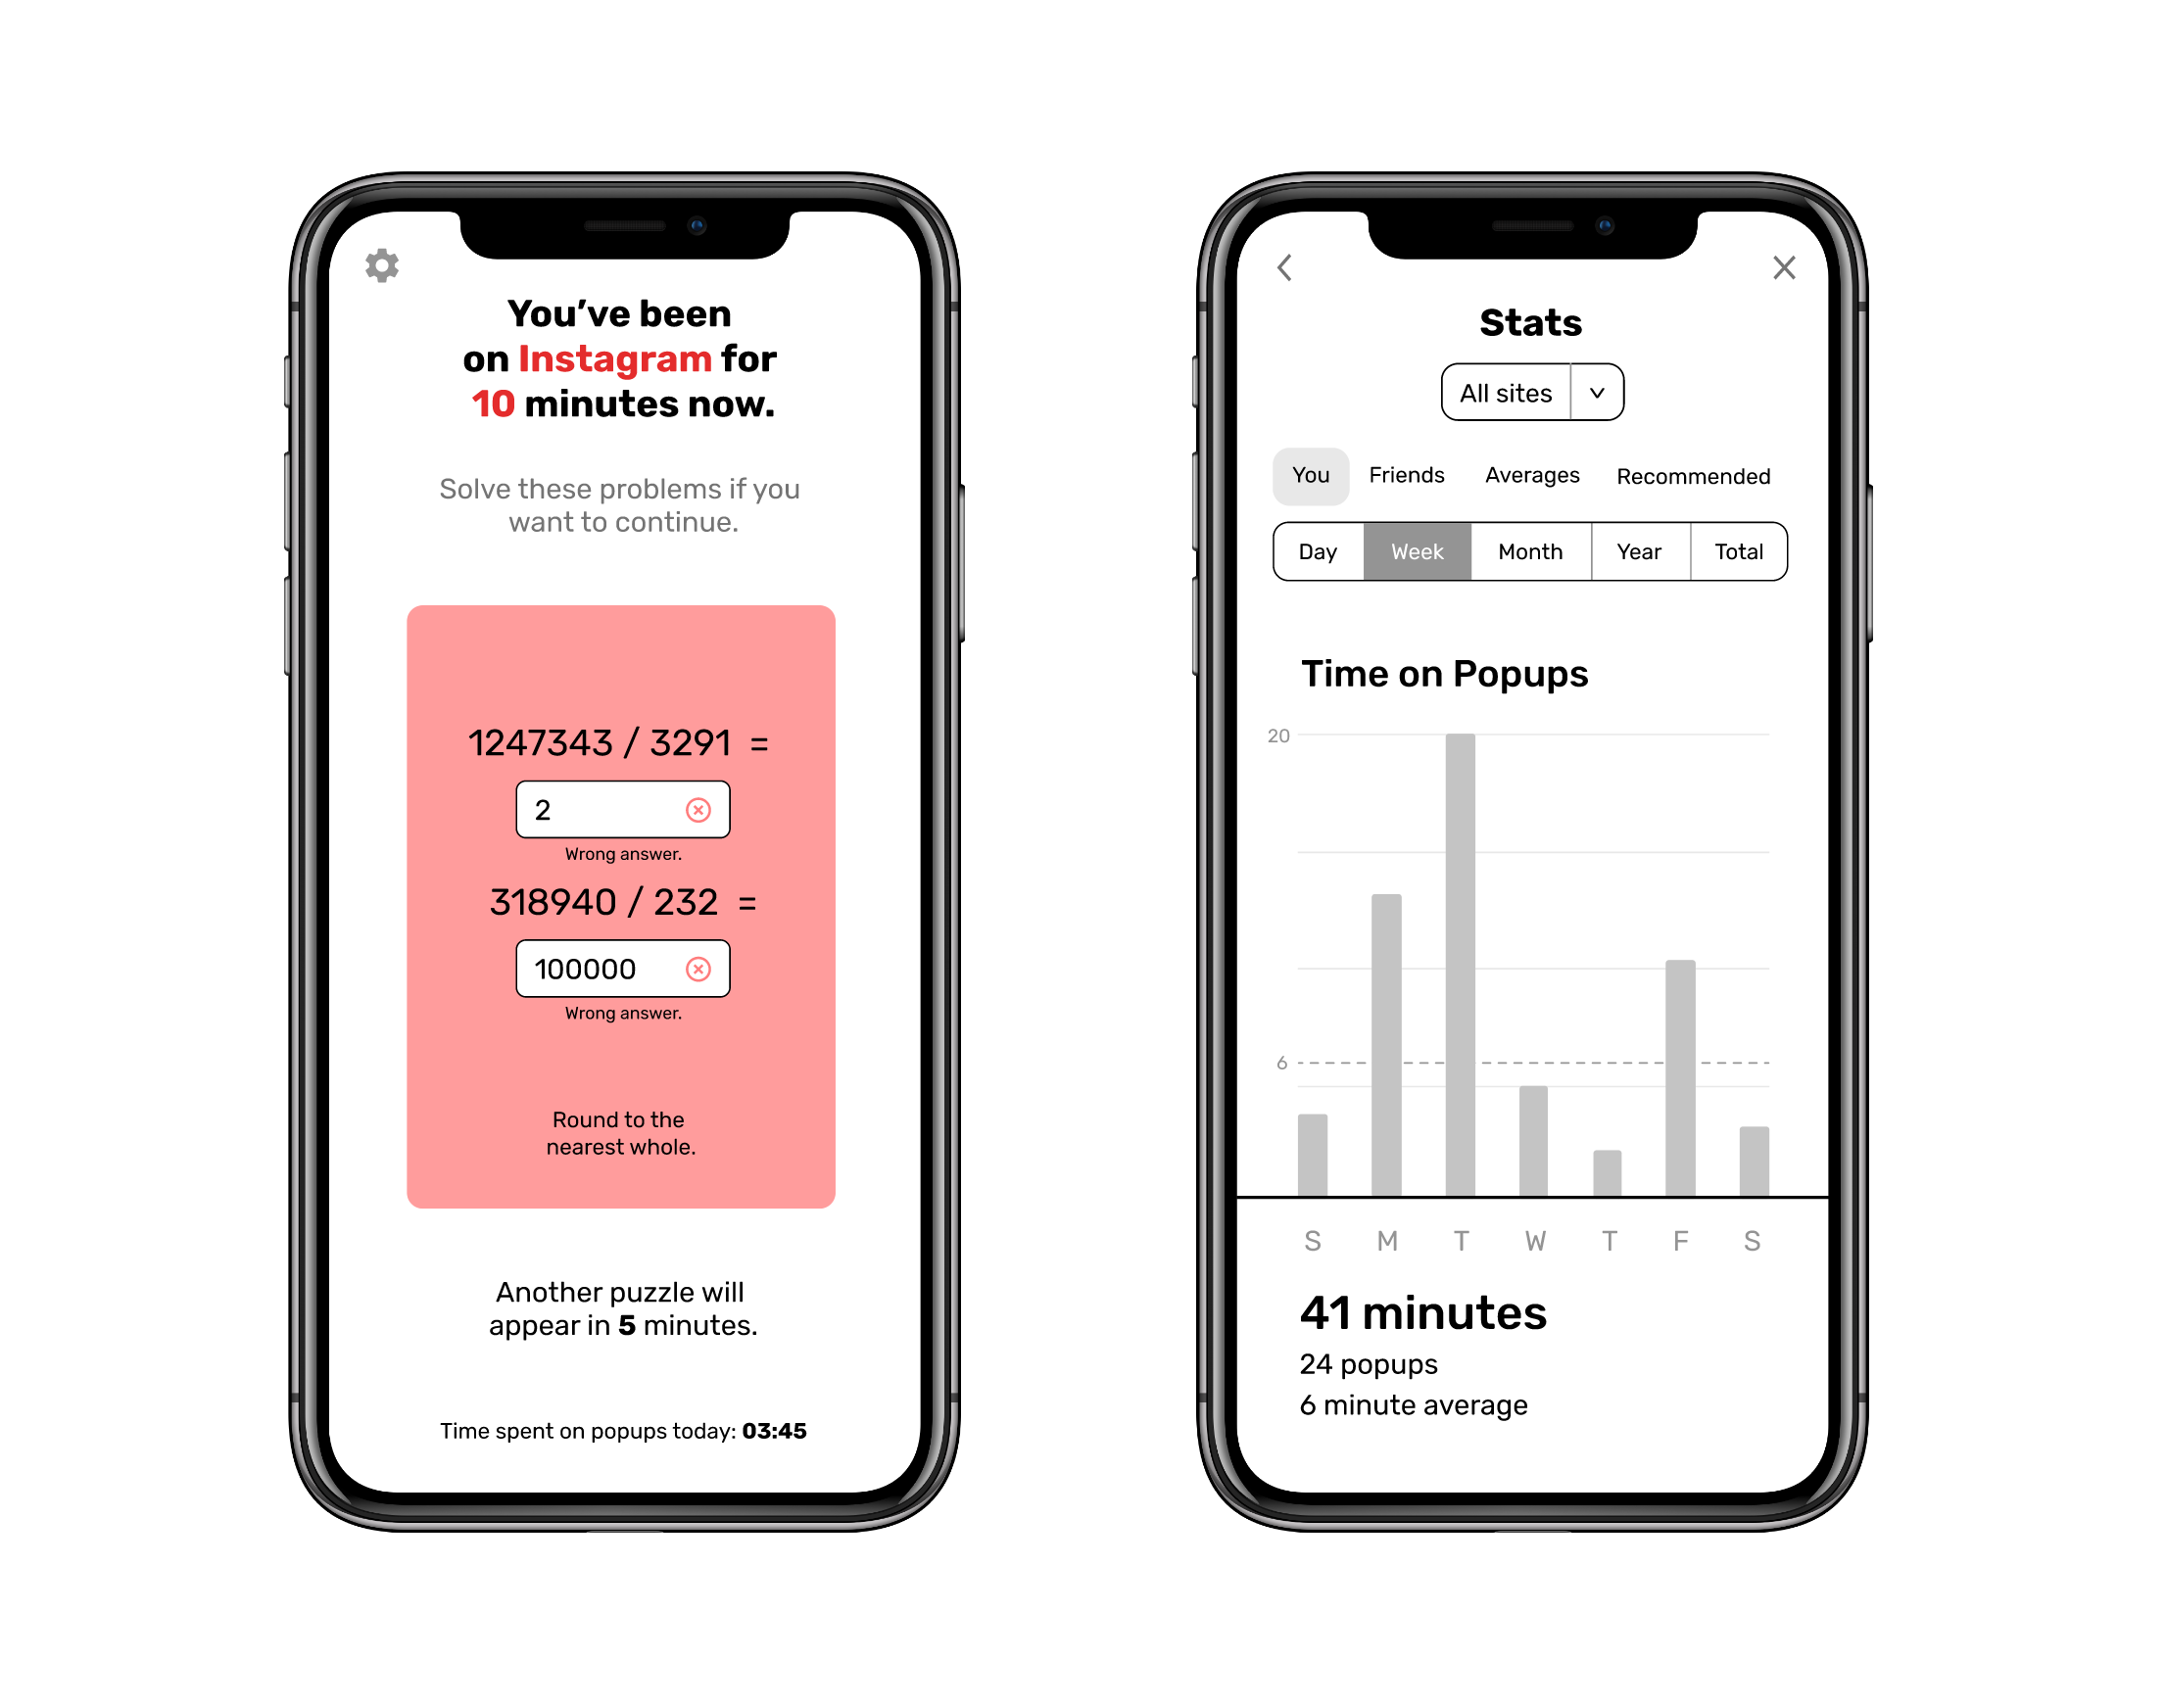 You’ve been
on Instagram for
10 minutes now.
Solve these problems if you
want to continue.
1247343 / 3291 =
2
Wrong answer.
318940 / 232 =
100000
Wrong answer.
Round to the
nearest whole.
Another puzzle will
appear in 5 minutes.
Time spent on popups today: 03:45
Stats
All sites
You Friends Averages Recommended
Day Week Month Year Total
Time on Popups
20
6
S M T W T F S
41 minutes
24 popups
6 minute average